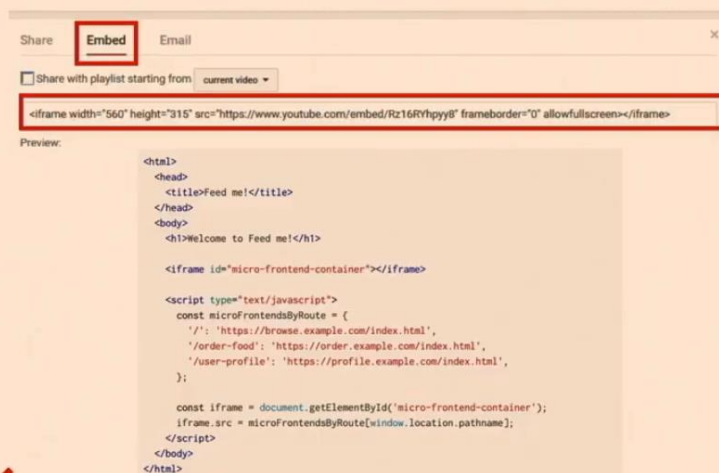 Share Embed Email ×
Share with playlist starting from current video
<iframe width="560" height="315" src="https://www.youtube.com/embed/Rz16RYhpyy8" frameborder="0" allowfullscreen></iframe>
Preview:
<html>
<head>
<title>Feed me!</title>
</head>
<body>
<h1>Welcome to Feed me!</h1>
<iframe id="micro-frontend-container"></iframe>
<script type="text/javascript">
const microFrontendsByRoute = {
'/': 'https://browse.example.com/index.html',
'/order-food': 'https://order.example.com/index.html',
'/user-profile': 'https://profile.example.com/index.html',
};
const iframe = document.getElementById('micro-frontend-container');
iframe.src = microFrontendsByRoute[window.location.pathname];
</script>
</body>
</html>